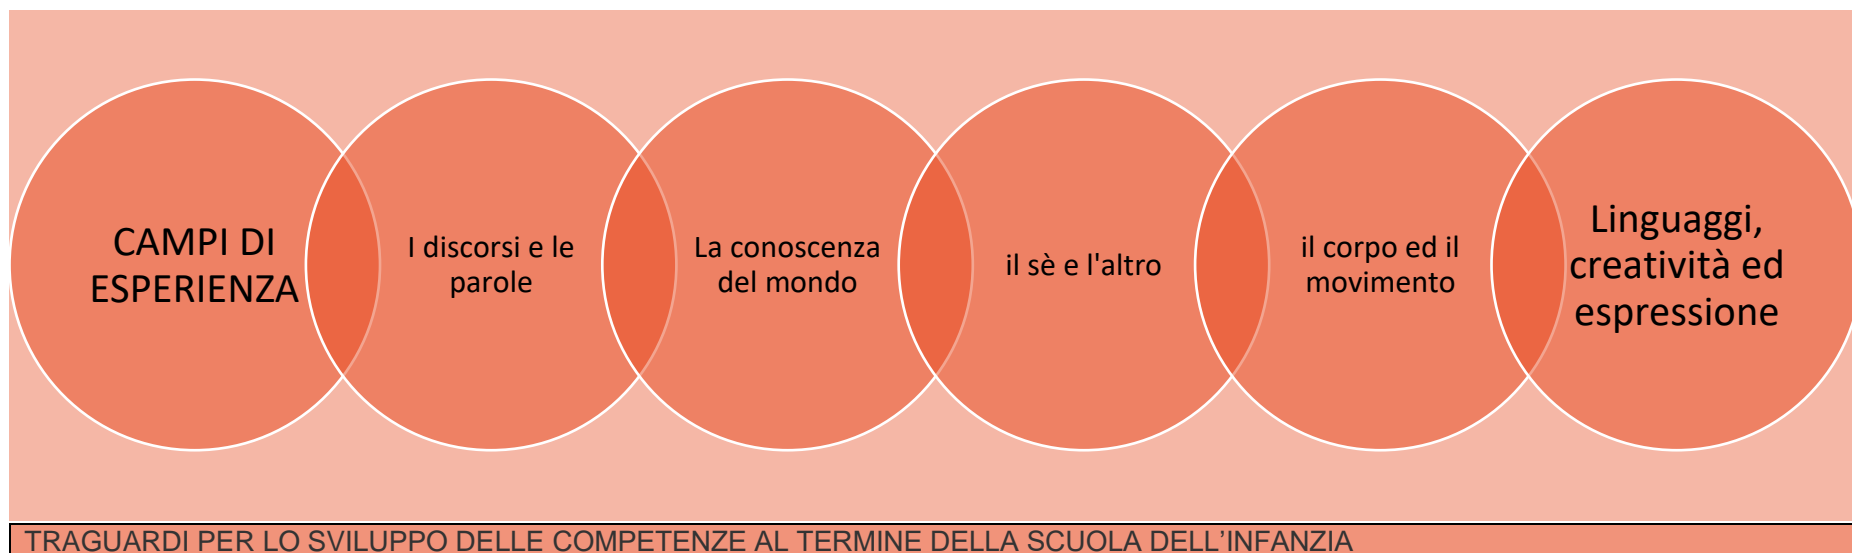 CAMPI DI
ESPERIENZA
I discorsi e le
parole
La conoscenza
del mondo
il sè e l'altro
il corpo ed il
movimento
Linguaggi,
creatività ed
espressione
TRAGUARDI PER LO SVILUPPO DELLE COMPETENZE AL TERMINE DELLA SCUOLA DELL’INFANZIA